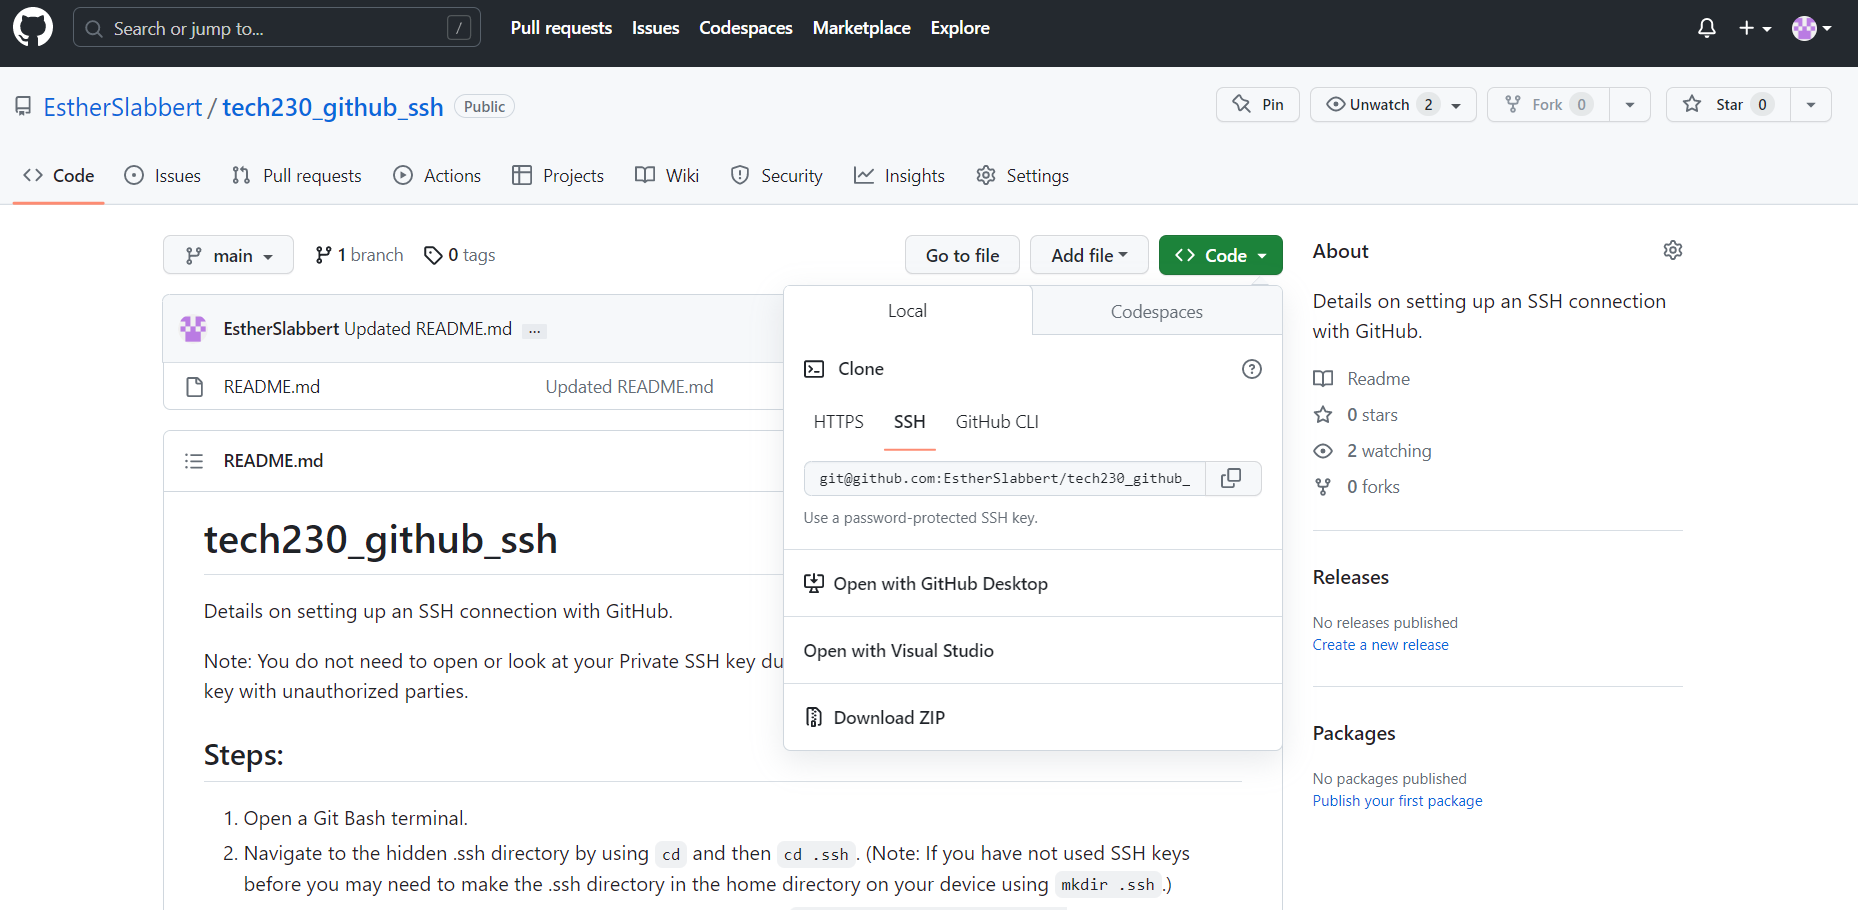 Search or jump to... /
Pull requests Issues Codespaces Marketplace Explore
EstherSlabbert / tech230_github_ssh Public
Pin Unwatch 2 Fork 0 Star 0
Code Issues Pull requests Actions Projects Wiki Security Insights Settings
main 1 branch 0 tags
Go to file Add file Code
Local Codespaces
Clone
HTTPS SSH GitHub CLI
git@github.com:EstherSlabbert/tech230_github_
Use a password-protected SSH key.
Open with GitHub Desktop
Open with Visual Studio
Download ZIP
EstherSlabbert Updated README.md ...
README.md Updated README.md
README.md
tech230_github_ssh
Details on setting up an SSH connection with GitHub.
Note: You do not need to open or look at your Private SSH key du
key with unauthorized parties.
Steps:
1. Open a Git Bash terminal.
2. Navigate to the hidden .ssh directory by using cd and then cd .ssh. (Note: If you have not used SSH keys
before you may need to make the .ssh directory in the home directory on your device using mkdir .ssh.)
About
Details on setting up an SSH connection
with GitHub.
Readme
0 stars
2 watching
0 forks
Releases
No releases published
Create a new release
Packages
No packages published
Publish your first package